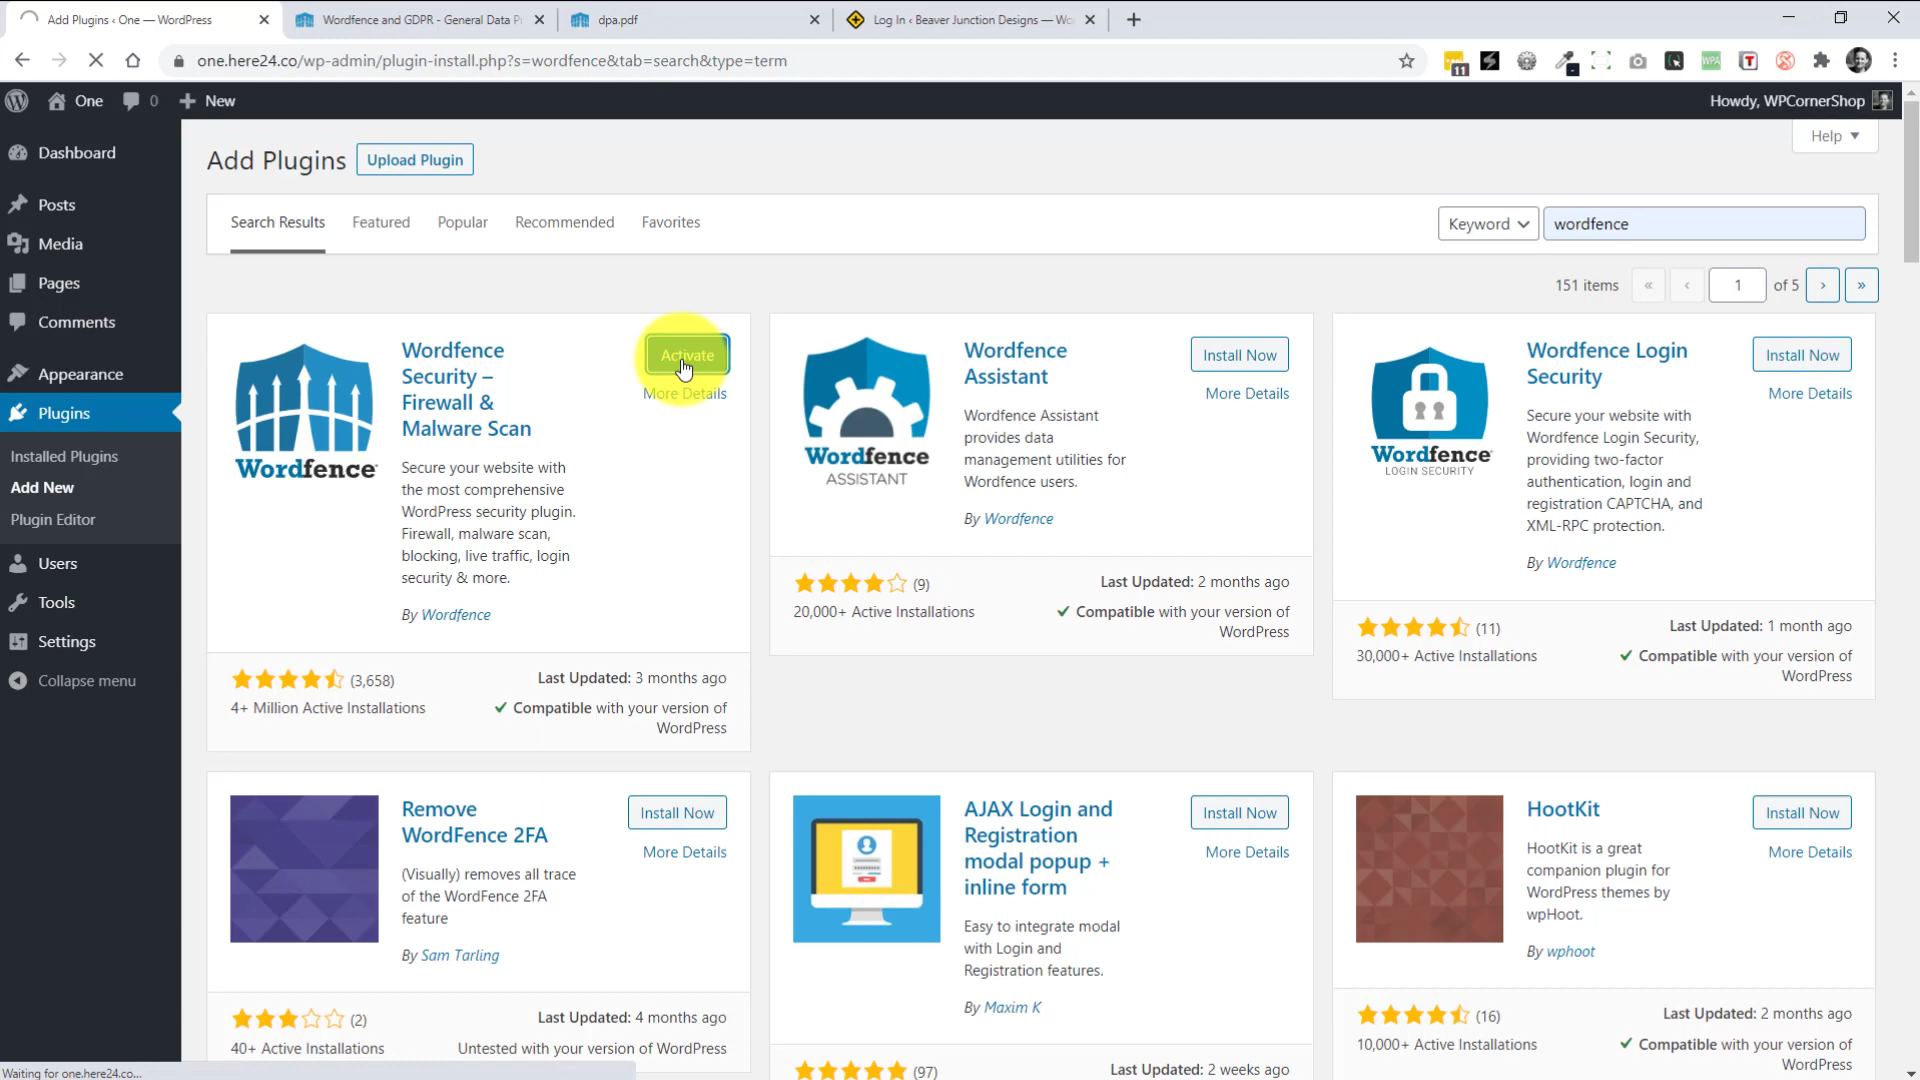 Add Plugins ‹ One — WordPress
Wordfence and GDPR - General Data P
dpa.pdf
Log In ‹ Beaver Junction Designs — Wo
one.here24.co/wp-admin/plugin-install.php?s=wordfence&tab=search&type=term
11
WPA
T
One
0
New
Howdy, WPCornerShop
Dashboard
Posts
Media
Pages
Comments
Appearance
Plugins
Installed Plugins
Add New
Plugin Editor
Users
Tools
Settings
Collapse menu
Help
Add Plugins
Upload Plugin
Search Results
Featured
Popular
Recommended
Favorites
Keyword
wordfence
151 items
«
‹
1
of 5
›
»
Wordfence
Wordfence
Security –
Firewall &
Malware Scan
Activate
More Details
Secure your website with
the most comprehensive
WordPress security plugin.
Firewall, malware scan,
blocking, live traffic, login
security & more.
By Wordfence
(3,658)
4+ Million Active Installations
Last Updated: 3 months ago
Compatible with your version of
WordPress
Wordfence
ASSISTANT
Wordfence
Assistant
Install Now
More Details
Wordfence Assistant
provides data
management utilities for
Wordfence users.
By Wordfence
(9)
20,000+ Active Installations
Last Updated: 2 months ago
Compatible with your version of
WordPress
Wordfence
LOGIN SECURITY
Wordfence Login
Security
Install Now
More Details
Secure your website with
Wordfence Login Security,
providing two-factor
authentication, login and
registration CAPTCHA, and
XML-RPC protection.
By Wordfence
(11)
30,000+ Active Installations
Last Updated: 1 month ago
Compatible with your version of
WordPress
Remove
WordFence 2FA
Install Now
More Details
(Visually) removes all trace
of the WordFence 2FA
feature
By Sam Tarling
(2)
40+ Active Installations
Last Updated: 4 months ago
Untested with your version of WordPress
AJAX Login and
Registration
modal popup +
inline form
Install Now
More Details
Easy to integrate modal
with Login and
Registration features.
By Maxim K
(97)
Last Updated: 2 weeks ago
HootKit
Install Now
More Details
HootKit is a great
companion plugin for
WordPress themes by
wpHoot.
By wphoot
(16)
10,000+ Active Installations
Last Updated: 2 months ago
Compatible with your version of
WordPress
Waiting for one.here24.co...